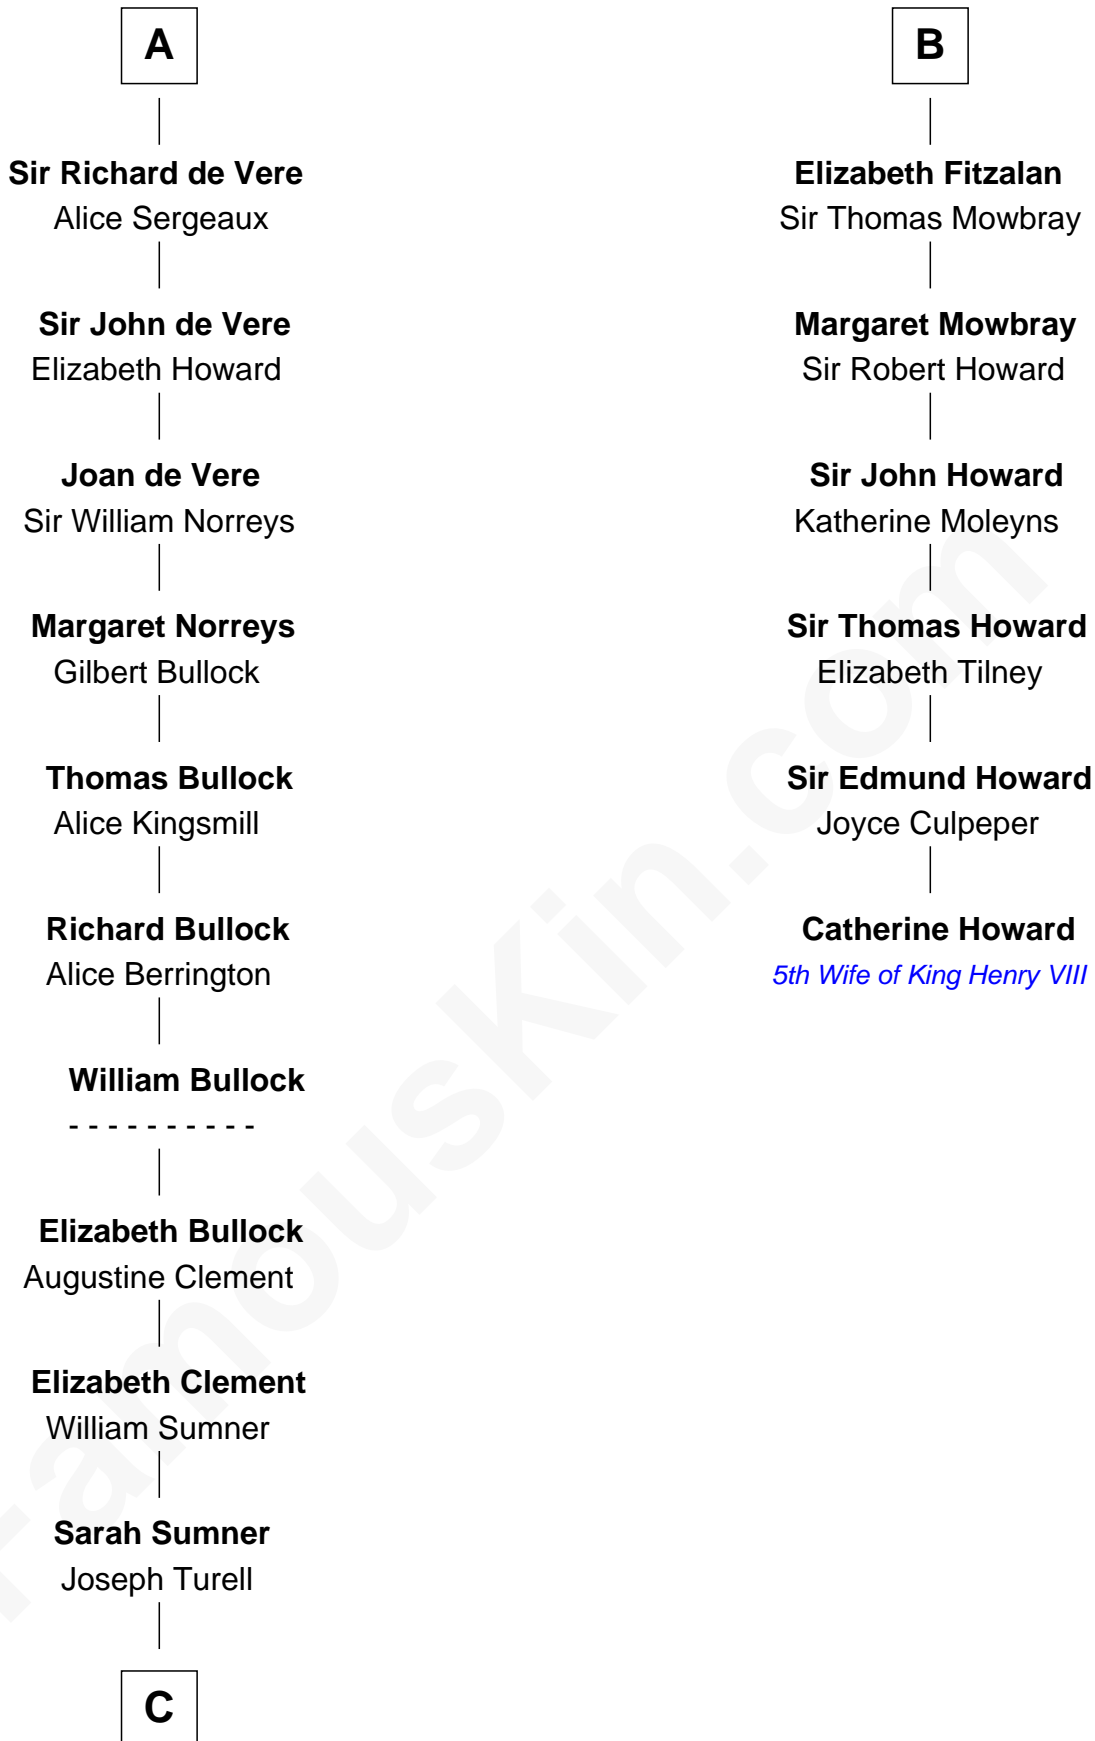 A
Sir Richard de Vere
Alice Sergeaux
Sir John de Vere
Elizabeth Howard
Joan de Vere
Sir William Norreys
Margaret Norreys
Gilbert Bullock
Thomas Bullock
Alice Kingsmill
Richard Bullock
Alice Berrington
William Bullock
- - - - - - - - - -
Elizabeth Bullock
Augustine Clement
Elizabeth Clement
William Sumner
Sarah Sumner
Joseph Turell
C
B
Elizabeth Fitzalan
Sir Thomas Mowbray
Margaret Mowbray
Sir Robert Howard
Sir John Howard
Katherine Moleyns
Sir Thomas Howard
Elizabeth Tilney
Sir Edmund Howard
Joyce Culpeper
Catherine Howard
5th Wife of King Henry VIII
FamousKin.com